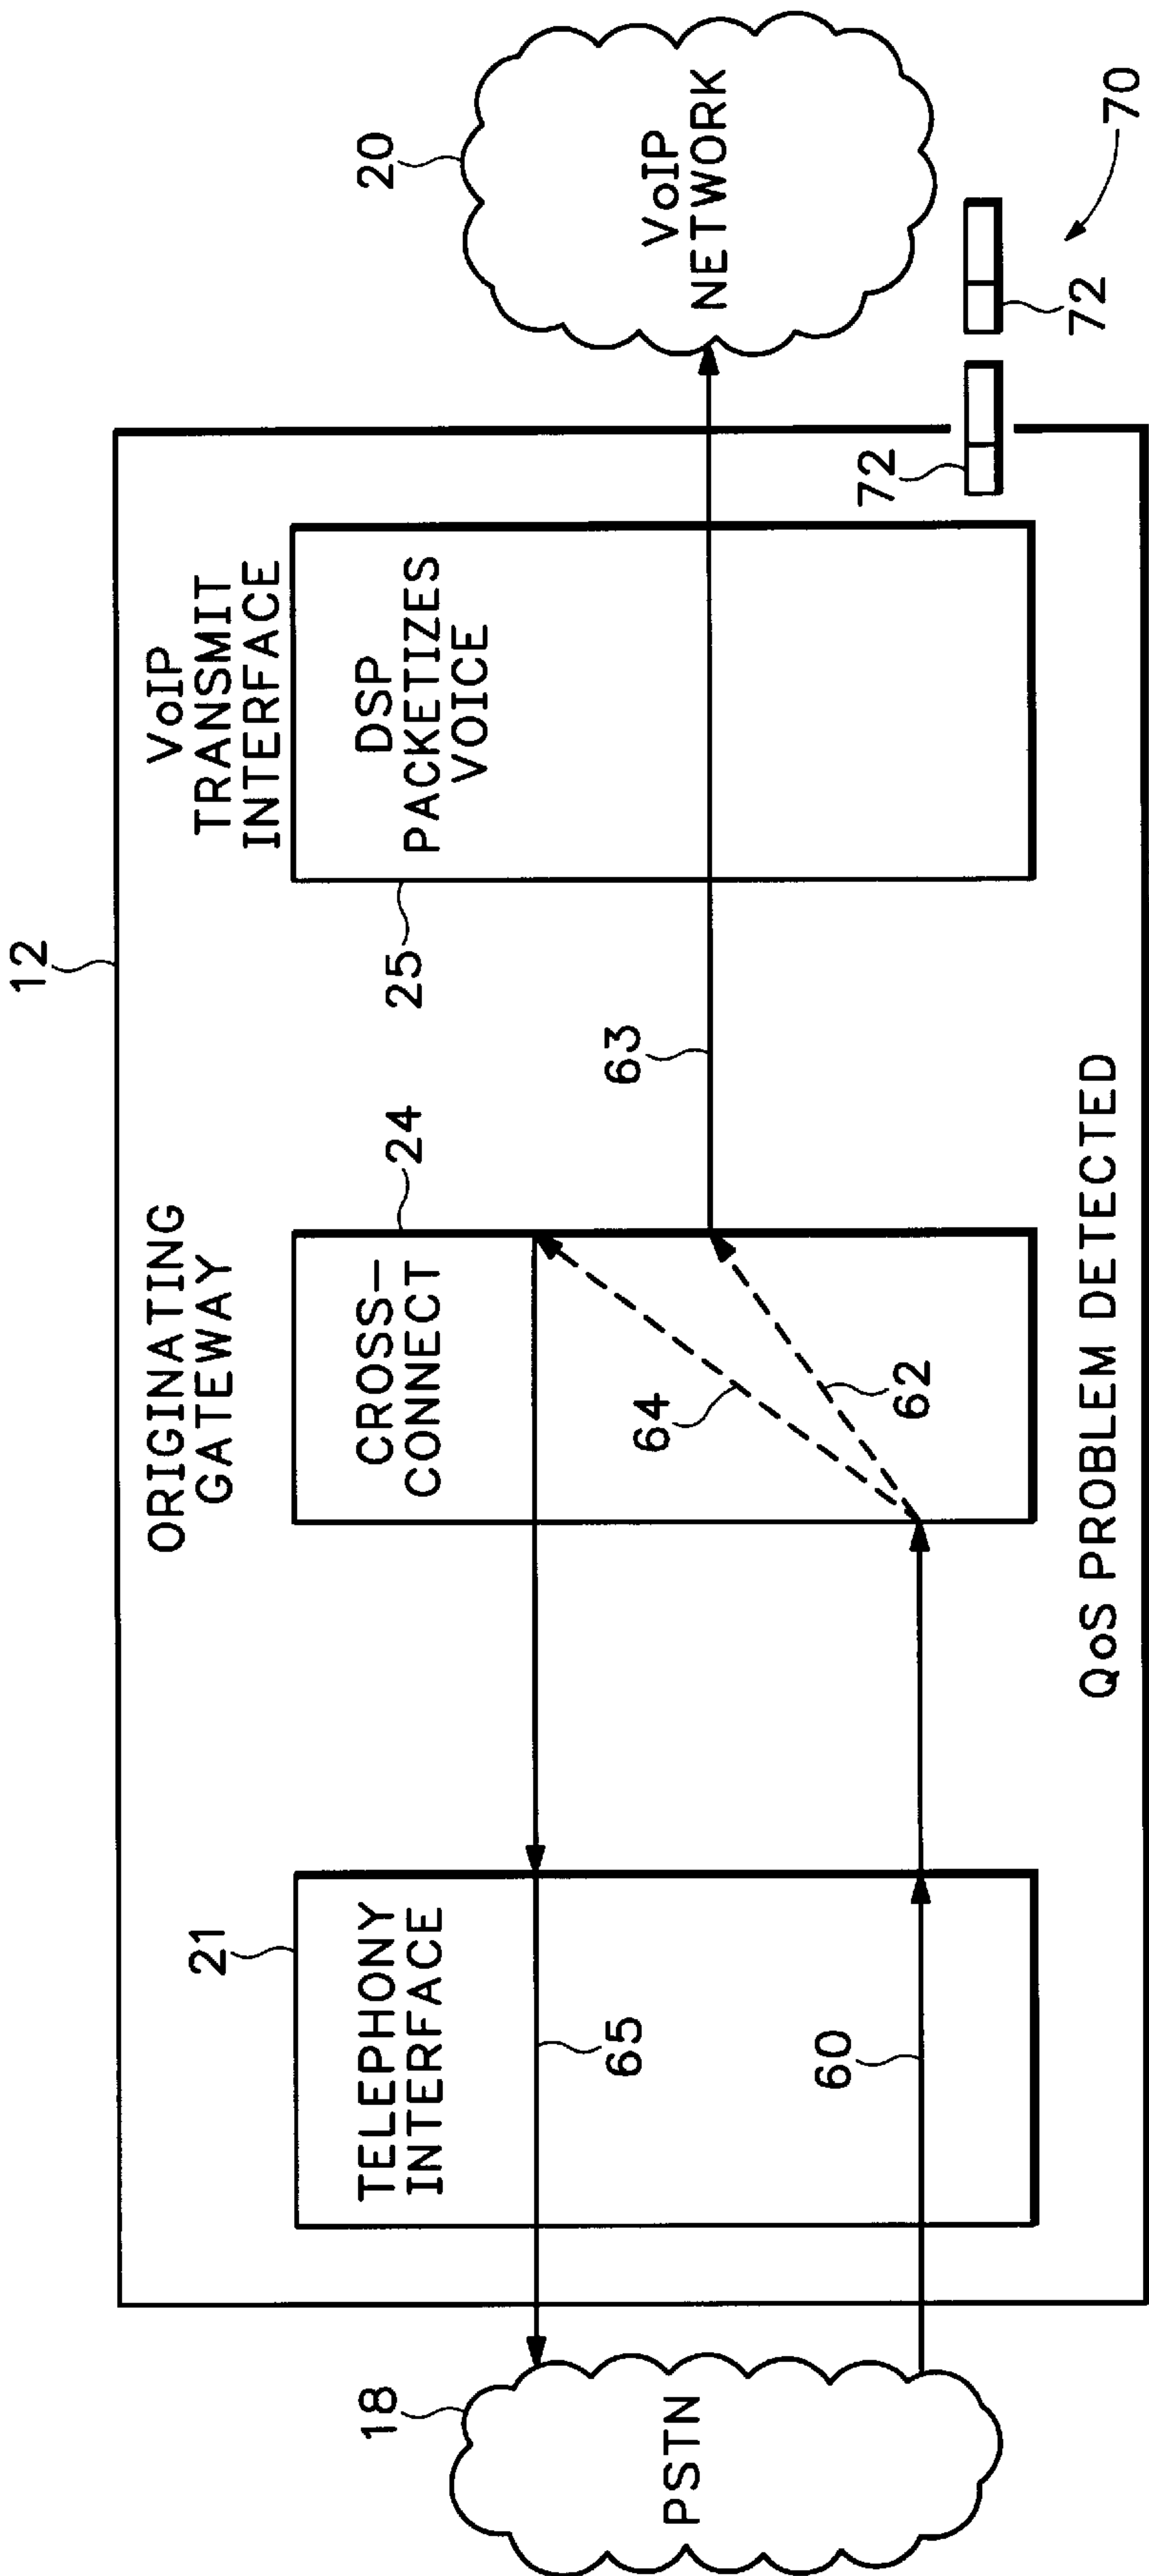 12
ORIGINATING
GATEWAY
VoIP
TRANSMIT
INTERFACE
18
PSTN
21
TELEPHONY
INTERFACE
65
60
24
CROSS-
CONNECT
64
62
63
25
DSP
PACKETIZES
VOICE
20
VoIP
NETWORK
72
72
70
QoS PROBLEM DETECTED